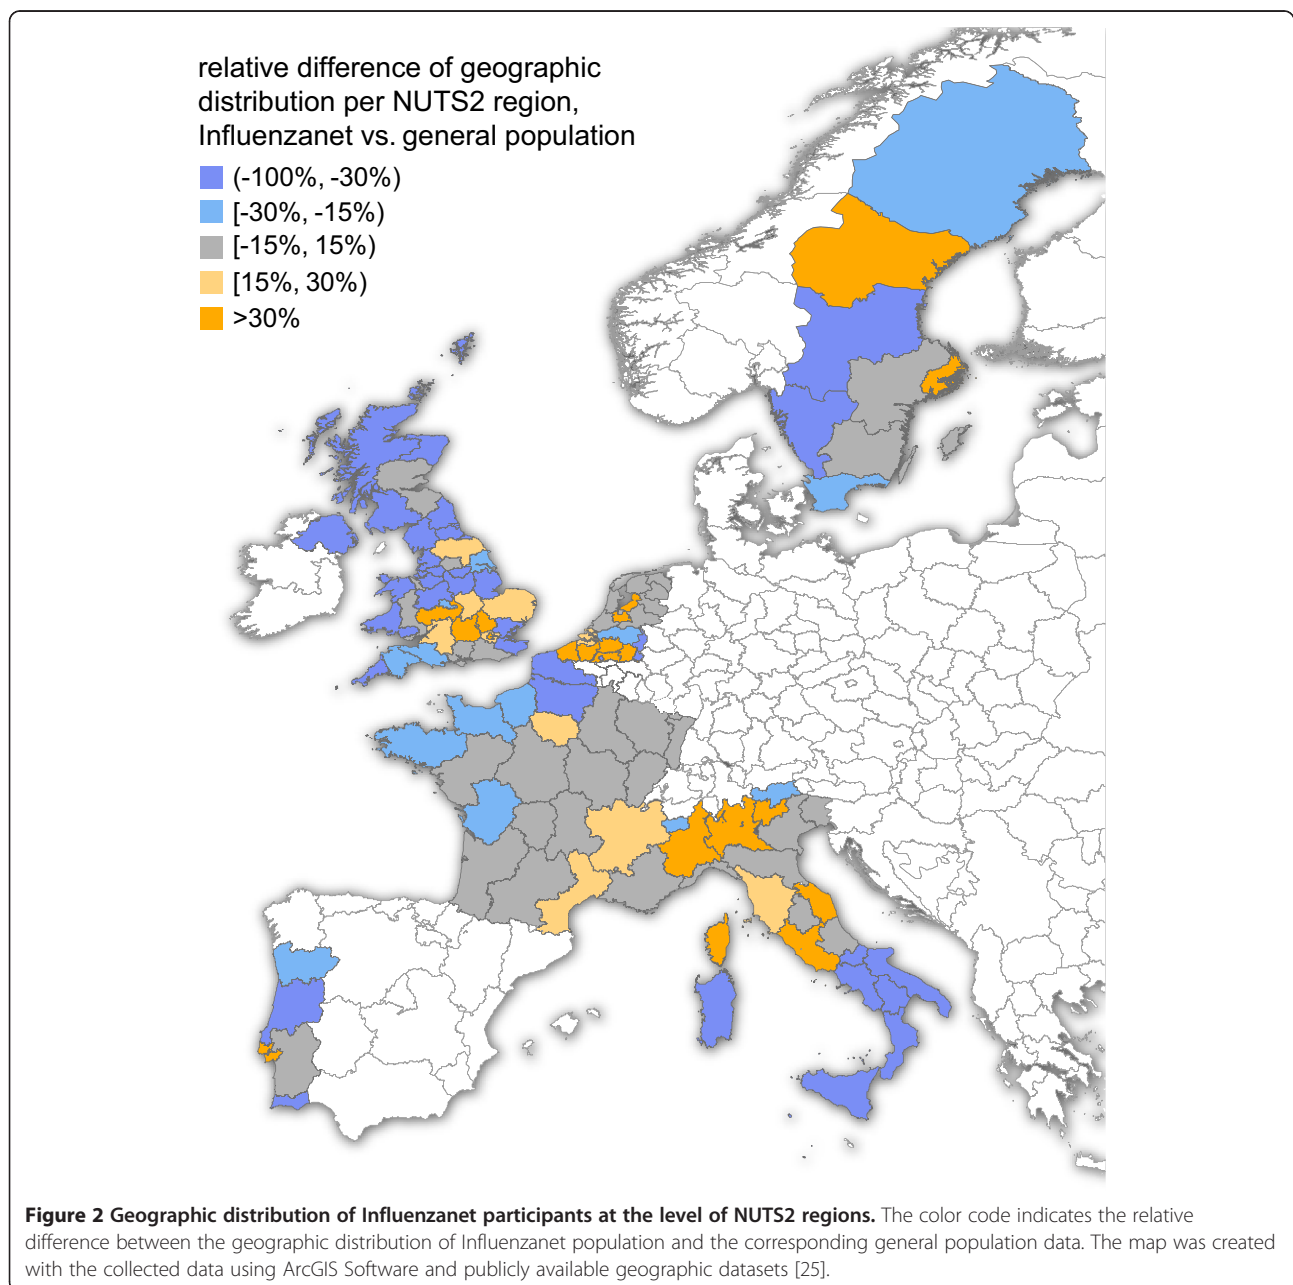 relative difference of geographic
distribution per NUTS2 region,
Influenzanet vs. general population
(-100%, -30%)
[-30%, -15%)
[-15%, 15%)
[15%, 30%)
>30%
Figure 2 Geographic distribution of Influenzanet participants at the level of NUTS2 regions. The color code indicates the relative
difference between the geographic distribution of Influenzanet population and the corresponding general population data. The map was created
with the collected data using ArcGIS Software and publicly available geographic datasets [25].